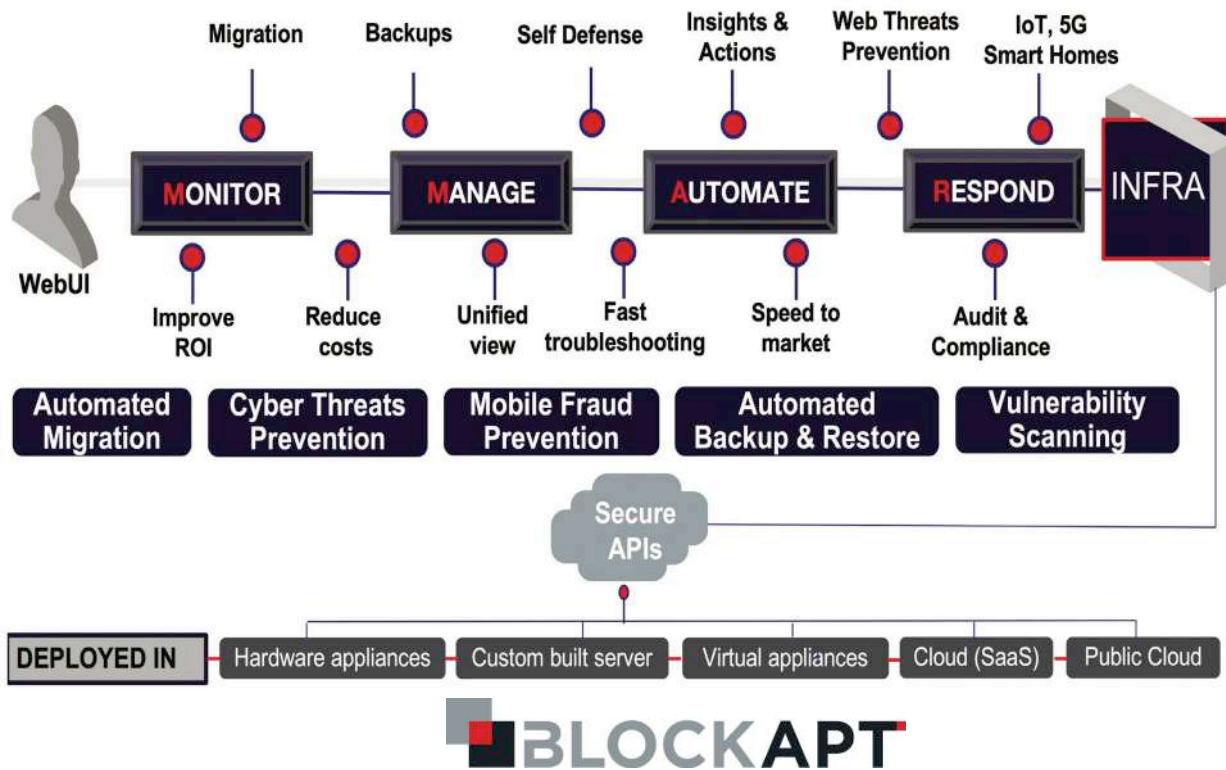 Migration
Backups
Self Defense
Insights &
Actions
Web Threats
Prevention
IoT, 5G
Smart Homes
WebUI
MONITOR
MANAGE
AUTOMATE
RESPOND
INFRA
Improve
ROI
Reduce
costs
Unified
view
Fast
troubleshooting
Speed to
market
Audit &
Compliance
Automated
Migration
Cyber Threats
Prevention
Mobile Fraud
Prevention
Automated
Backup & Restore
Vulnerability
Scanning
Secure
APIs
DEPLOYED IN
Hardware appliances
Custom built server
Virtual appliances
Cloud (SaaS)
Public Cloud
BLOCKAPT